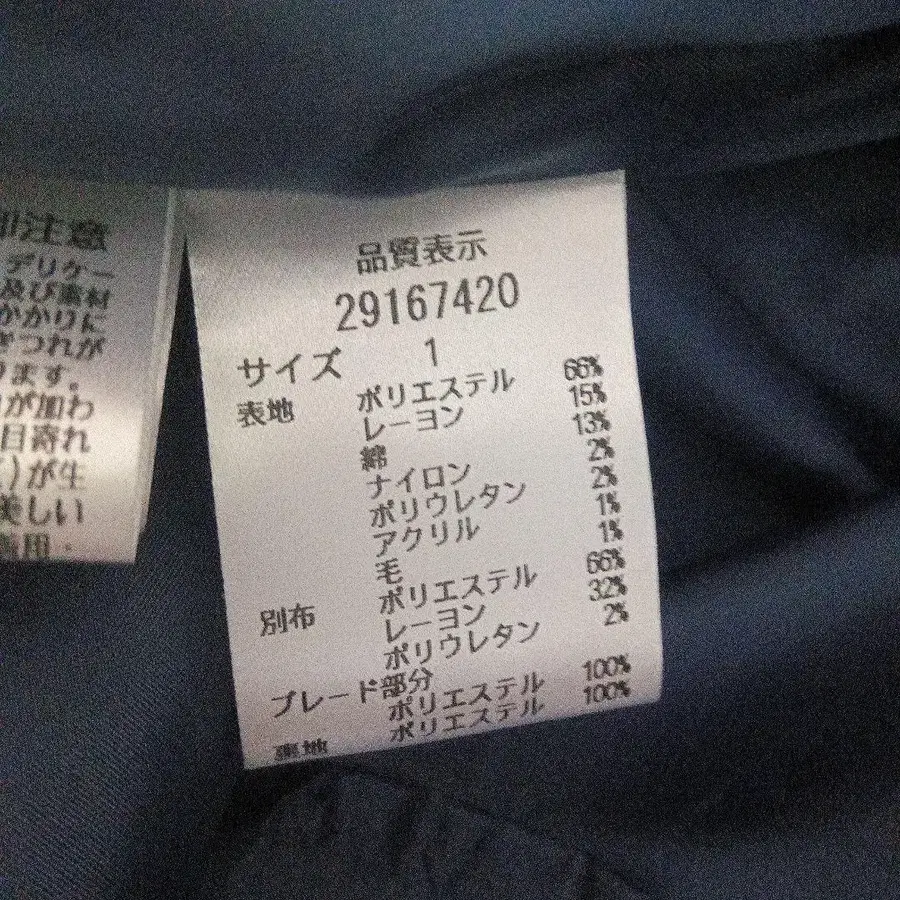 注意
デリケー
及び素材
かかりに
つれが
ります。
が加わ
目寄れ
)が生
美しい
着用・
品質表示
29167420
サイズ 1
表地 ポリエステル 66%
レーヨン 15%
綿 13%
ナイロン 2%
ポリウレタン 2%
アクリル 1%
毛 1%
別布 ポリエステル 66%
レーヨン 32%
ポリウレタン 2%
ブレード部分
ポリエステル 100%
裏地 ポリエステル 100%